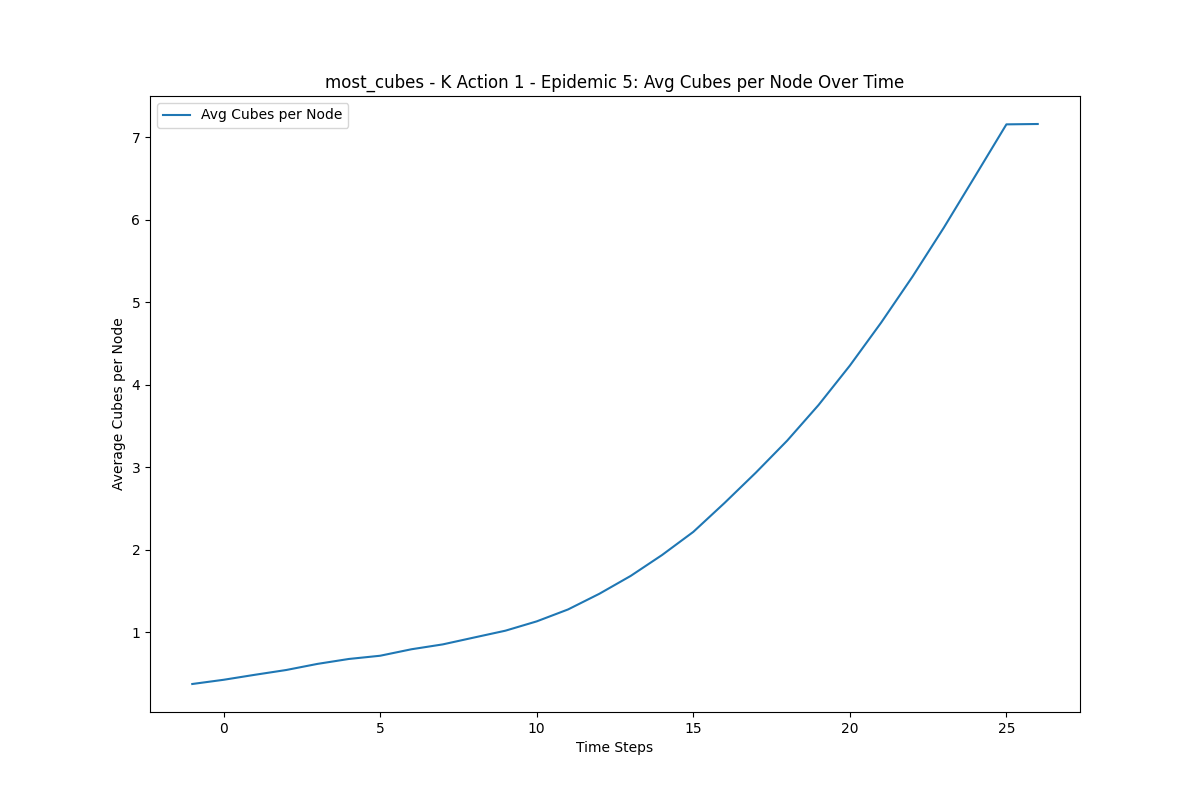 most_cubes - K Action 1 - Epidemic 5: Avg Cubes per Node Over Time
Avg Cubes per Node
7
6
5
4
3
2
1
Average Cubes per Node
0 5 10 15 20 25
Time Steps